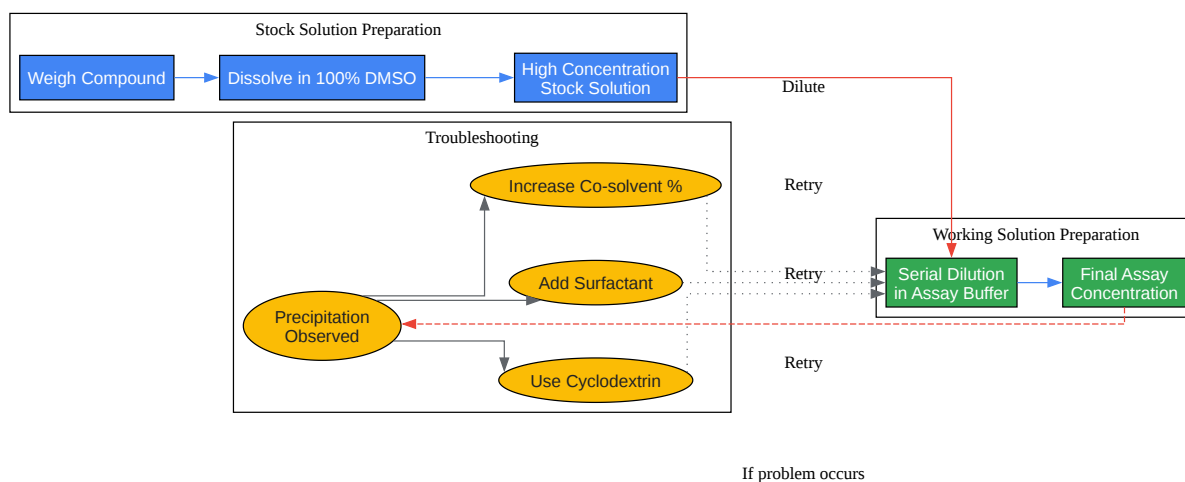 Stock Solution Preparation
Weigh Compound
Dissolve in 100% DMSO
High Concentration
Stock Solution
Dilute
Troubleshooting
Increase Co-solvent %
Retry
Working Solution Preparation
Add Surfactant
Retry
Serial Dilution
in Assay Buffer
Final Assay
Concentration
Precipitation
Observed
Use Cyclodextrin
Retry
If problem occurs